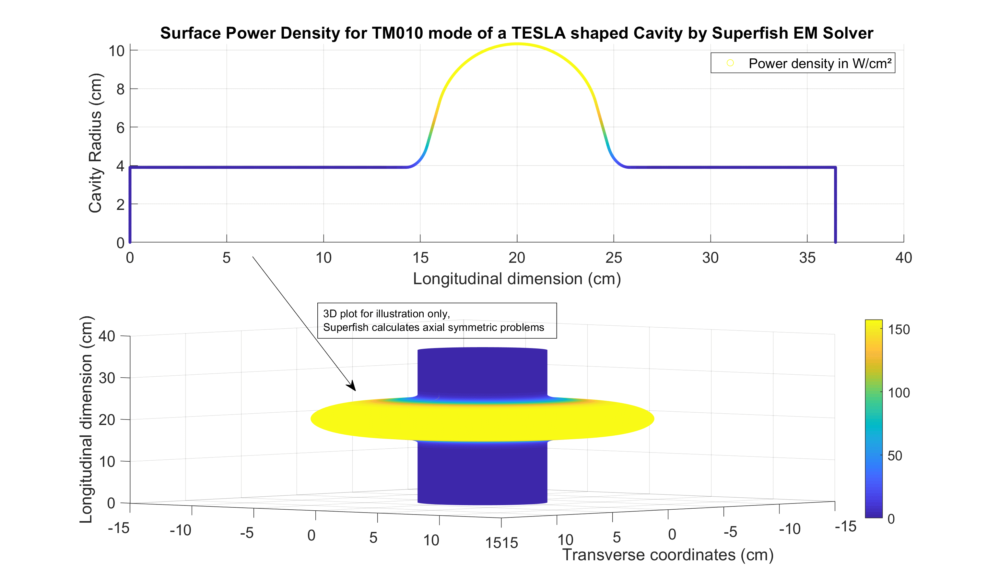 Surface Power Density for TM010 mode of a TESLA shaped Cavity by Superfish EM Solver
Power density in W/cm²
Cavity Radius (cm)
10
8
6
4
2
0
0 5 10 15 20 25 30 35 40
Longitudinal dimension (cm)
3D plot for illustration only,
Superfish calculates axial symmetric problems
Longitudinal dimension (cm)
40
30
20
10
0
-15 -10 -5 0 5 10 1515 10 5 0 -5 -10 -15
Transverse coordinates (cm)
150
100
50
0